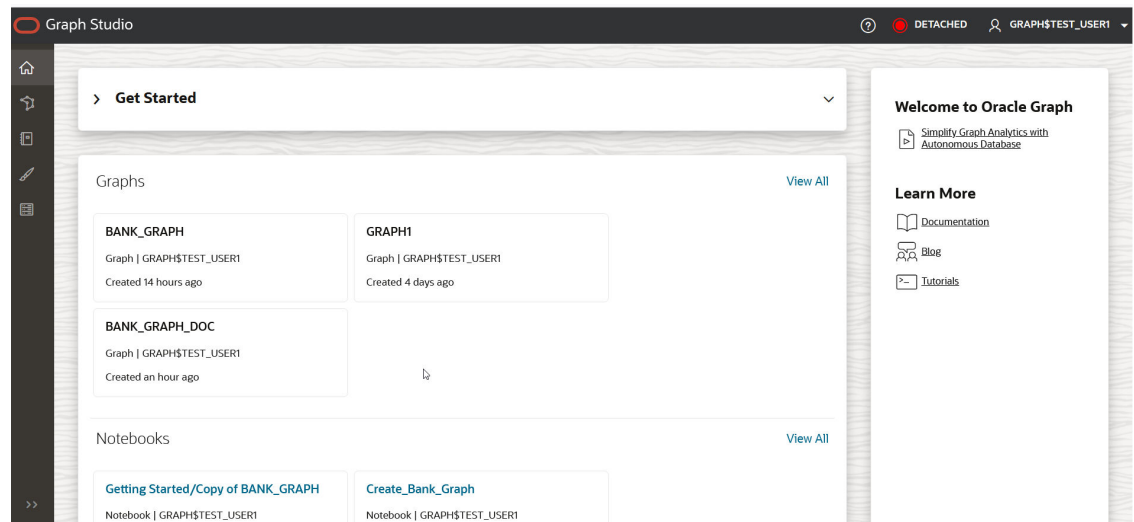 Graph Studio
DETACHED
GRAPH$TEST_USER1
Get Started
Graphs
View All
BANK_GRAPH
Graph | GRAPH$TEST_USER1
Created 14 hours ago
GRAPH1
Graph | GRAPH$TEST_USER1
Created 4 days ago
BANK_GRAPH_DOC
Graph | GRAPH$TEST_USER1
Created an hour ago
Notebooks
View All
Getting Started/Copy of BANK_GRAPH
Notebook | GRAPH$TEST_USER1
Create_Bank_Graph
Notebook | GRAPH$TEST_USER1
Welcome to Oracle Graph
Simplify Graph Analytics with
Autonomous Database
Learn More
Documentation
Blog
Tutorials